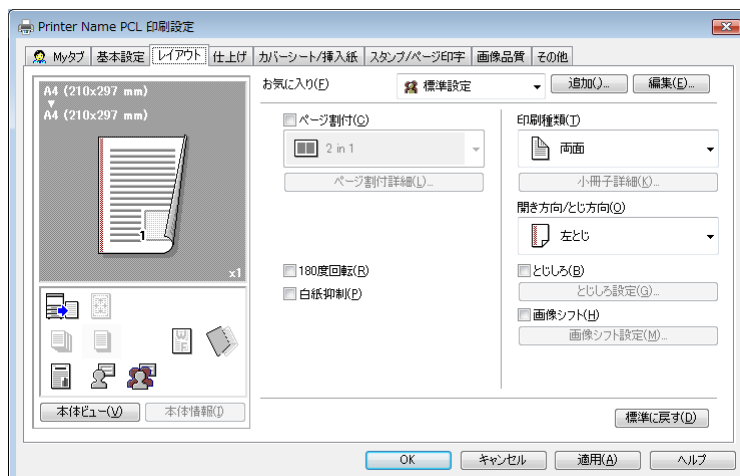 Printer Name PCL 印刷設定
Myタブ 基本設定 レイアウト 仕上げ カバーシート/挿入紙 スタンプ/ページ印字 画像品質 その他
A4 (210x297 mm)
A4 (210x297 mm)
1
x1
お気に入り(F) 標準設定 追加()... 編集(E)...
ページ割付(C)
2 in 1
ページ割付詳細(L)...
180度回転(R)
白紙抑制(P)
印刷種類(T)
両面
小冊子詳細(K)...
開き方向/とじ方向(O)
左とじ
とじしろ(B)
とじしろ設定(G)...
画像シフト(H)
画像シフト設定(M)...
W
F
本体ビュー(V) 本体情報(I)
標準に戻す(D)
OK キャンセル 適用(A) ヘルプ